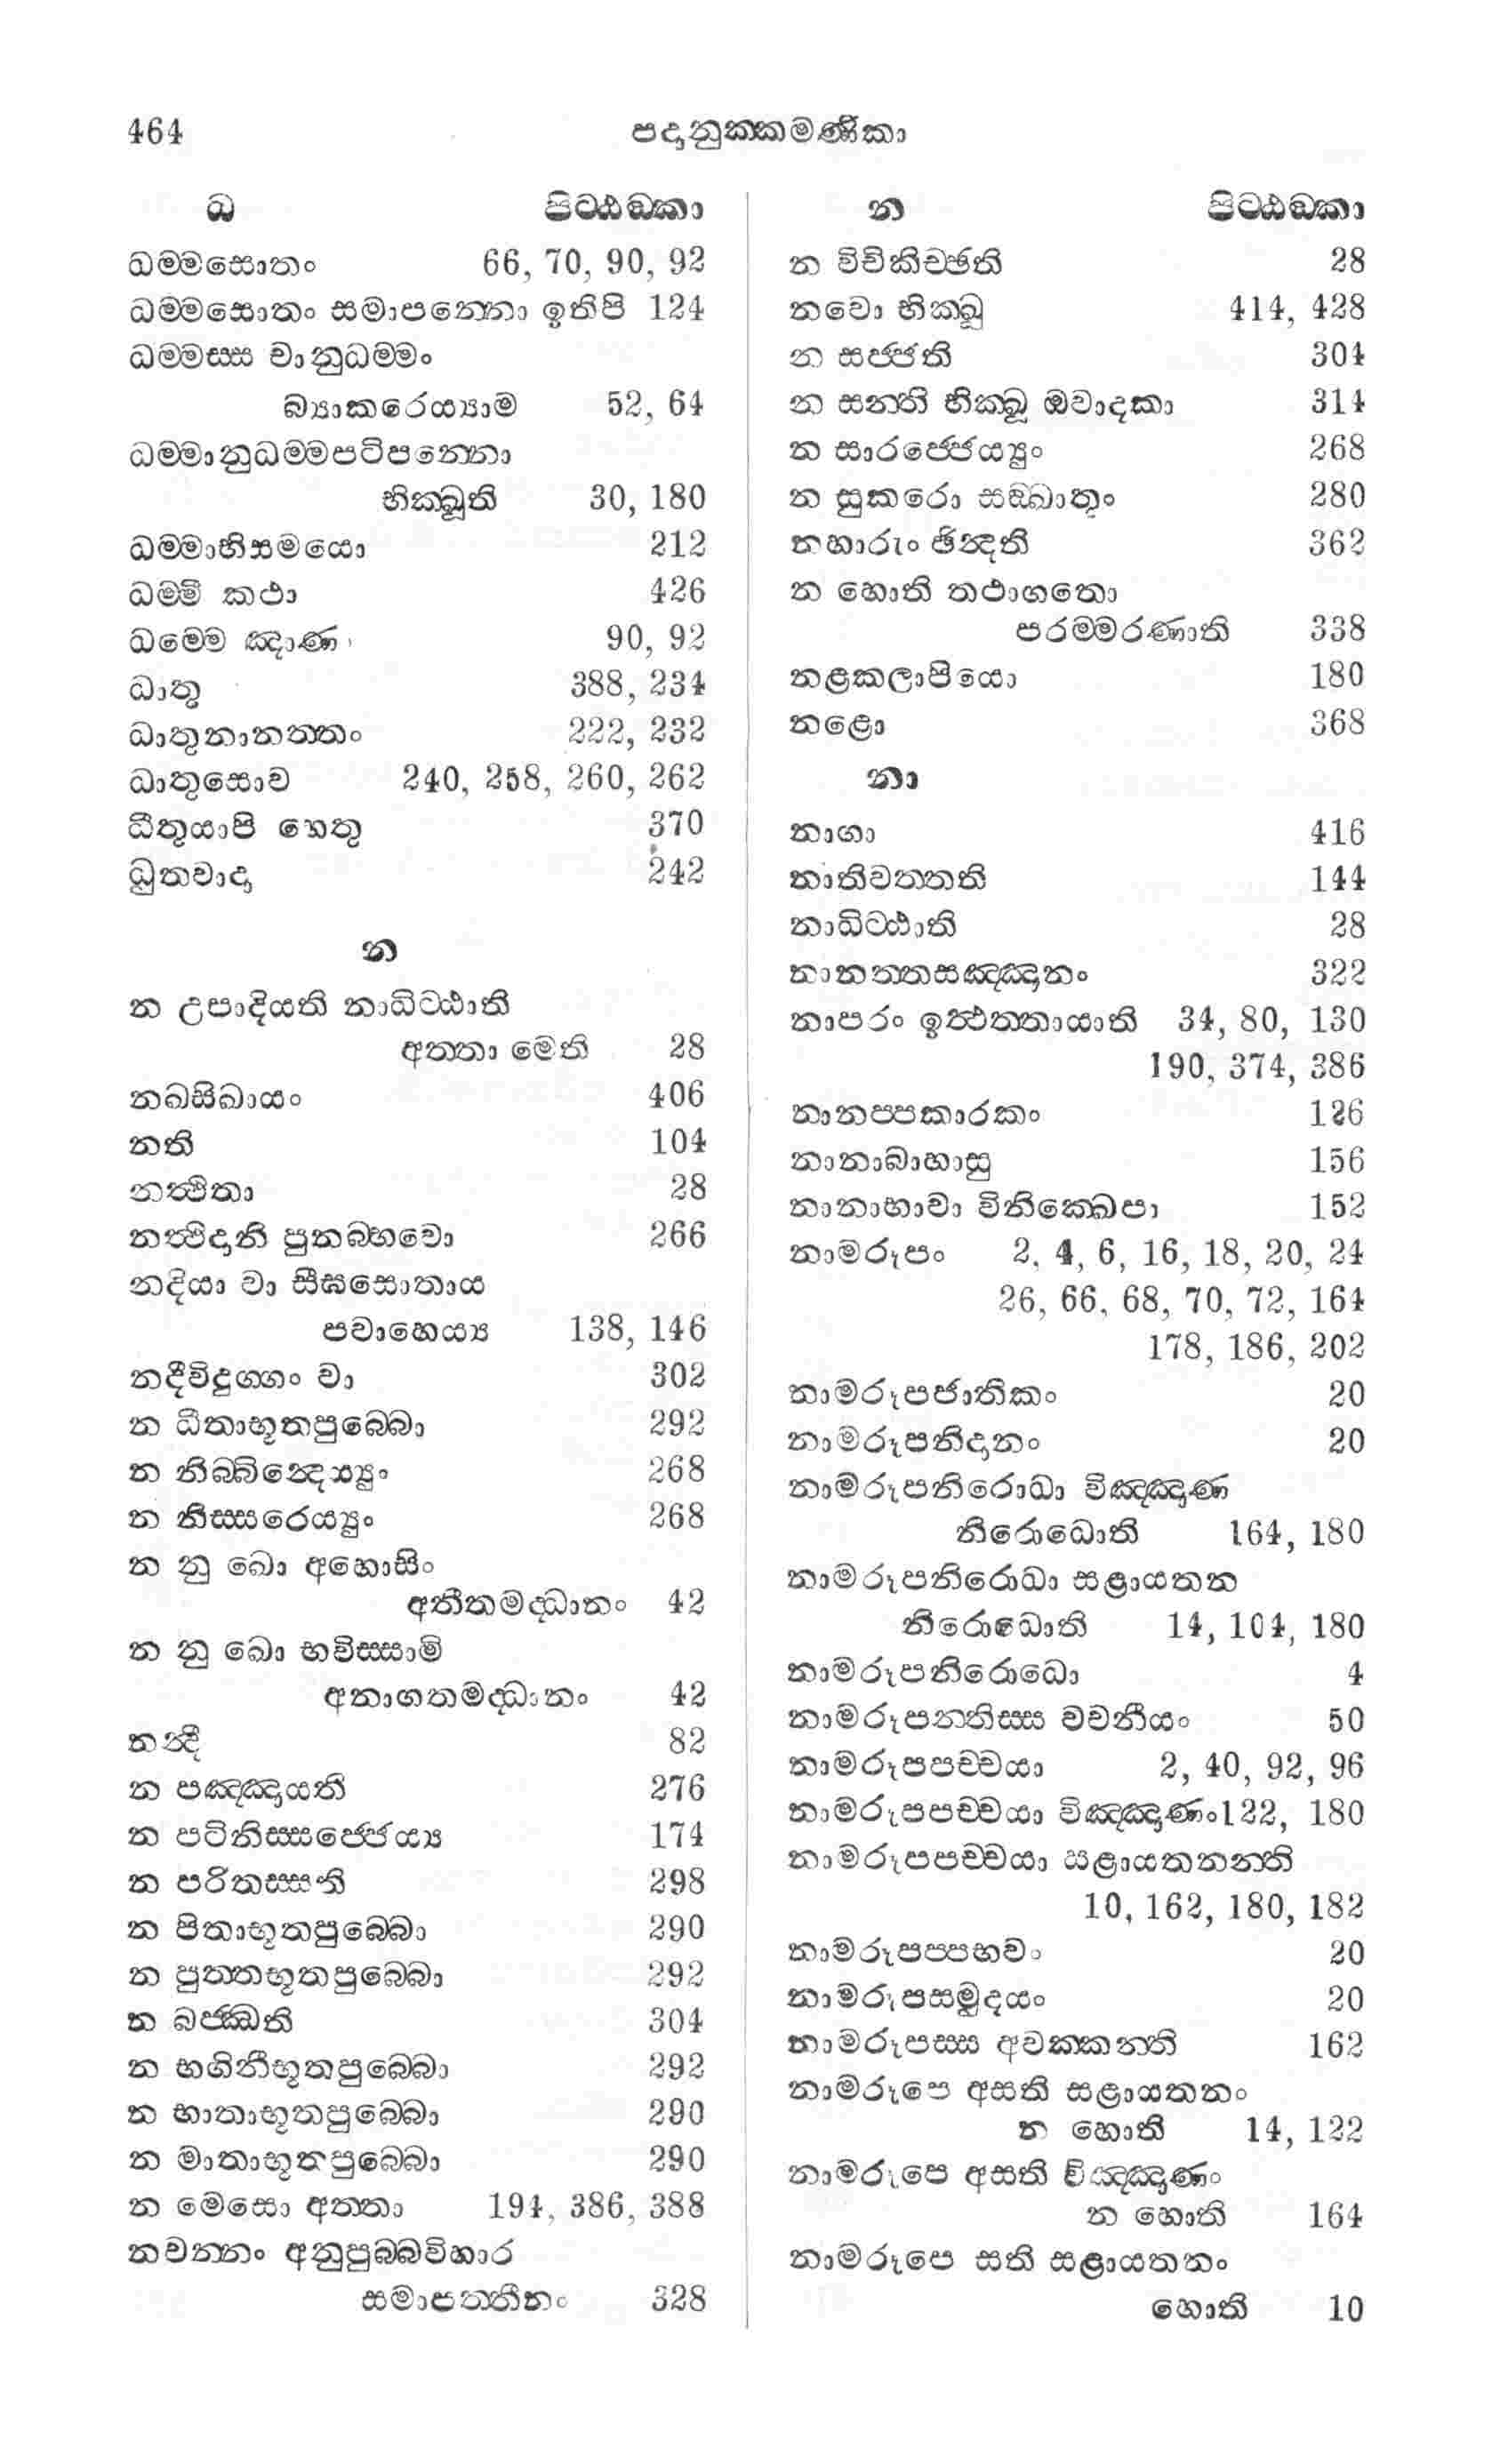 464 පදානුක්කමණිකා
ධ පිට්ඨඞ්කා
ධම්මසොතං 66, 70, 90, 92
ධම්මසොතං සමාපන්නො ඉතිපි 124
ධම්මස්ස චානුධම්මං
බ්‍යාකරෙය්‍යාම 52, 64
ධම්මානුධම්මපටිපන්නො
භික්ඛූති 30, 180
ධම්මාභිසමයො 212
ධම්මී කථා 426
ධම්මෙ ඤාණ 90, 92
ධාතු 388, 234
ධාතුනානත්තං 222, 232
ධාතුසොව 240, 258, 260, 262
ධීතුයාපි හෙතු 370
ධුතවාදා 242
න
න උපාදියති නාධිට්ඨාති
අත්තා මෙති 28
නඛසිඛායං 406
නති 104
නත්ථිතා 28
නත්ථිදානි පුනබ්භවො 266
නදියා වා සීඝසොතාය
පවාහෙය්‍ය 138, 146
නදීවිදුග්ගං වා 302
න ධීතාභූතපුබ්බො 292
න නිබ්බින්දෙය්‍යුං 268
න නිස්සරෙය්‍යුං 268
න නු ඛො අහොසිං
අතීතමද්ධානං 42
න නු ඛො භවිස්සාමි
අනාගතමද්ධානං 42
නන්දි 82
න පඤ්ඤායති 276
න පටිනිස්සජ්ජෙය්‍ය 174
න පරිතස්සති 298
න පිතාභූතපුබ්බො 290
න පුත්තභූතපුබ්බො 292
න බජ්ඣති 304
න භගිනීභූතපුබ්බො 292
න භාතාභූතපුබ්බො 290
න මාතාභූතපුබ්බො 290
න මෙසො අත්තා 194, 386, 388
නවන්නං අනුපුබ්බවිහාර
සමාපත්තීනං 328
න පිට්ඨඞ්කා
න විචිකිච්ඡති 28
නවො භික්ඛු 414, 428
න සජ්ජති 304
න සන්ති භික්ඛූ ඔවාදකා 314
න සාරජ්ජෙය්‍යුං 268
න සුකරො සඞ්ඛාතුං 280
නහාරුං ඡින්දති 362
න හොති තථාගතො
පරම්මරණාති 338
නළකලාපියො 180
නළො 368
නා
නාගා 416
නාතිවත්තති 144
නාධිට්ඨාති 28
නානත්තසඤ්ඤානං 322
නාපරං ඉත්ථත්තායාති 34, 80, 130
190, 374, 386
නානප්පකාරකං 126
නානාබාහාසු 156
නානාභාවා විනික්ඛෙපා 152
නාමරූපං 2, 4, 6, 16, 18, 20, 24
26, 66, 68, 70, 72, 164
178, 186, 202
නාමරූපජාතිකං 20
නාමරූපනිදානං 20
නාමරූපනිරොධා විඤ්ඤාණ
නිරොධොති 164, 180
නාමරූපනිරොධා සළායතන
නිරොධොති 14, 104, 180
නාමරූපනිරොධො 4
නාමරූපන්තිස්ස වචනීයං 50
නාමරූපපච්චයා 2, 40, 92, 96
නාමරූපපච්චයා විඤ්ඤාණං 122, 180
නාමරූපපච්චයා සළායතනන්ති
10, 162, 180, 182
නාමරූපප්පභවං 20
නාමරූපසමුදයං 20
නාමරූපස්ස අවක්කන්ති 162
නාමරූපෙ අසති සළායතනං
න හොති 14, 122
නාමරූපෙ අසති විඤ්ඤාණං
න හොති 164
නාමරූපෙ සති සළායතනං
හොති 10